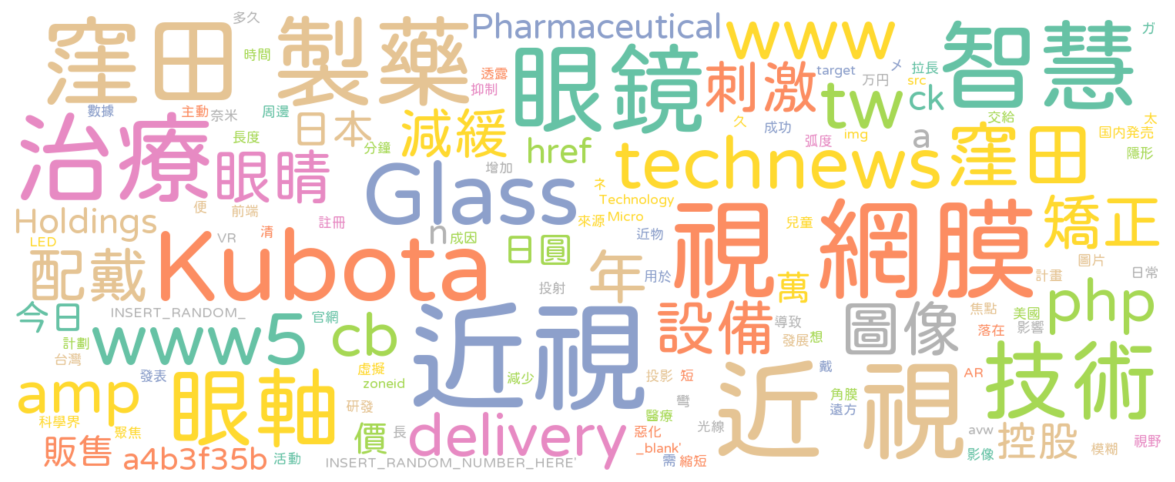 多久
Pharmaceutical
www
智慧
ガ
窪田
製藥
時間
透露
抑制
眼鏡
刺激
target
メ
万円
拉長
src
ck
tw
數據
主動
奈米
周邊
日本
減緩
久
成功
img
弧度
a
交給
太
国内発売
隱形
治療
眼睛
長度
分鐘
href
增加
technews
窪田
Glass
ネ
Technology
來源
Micro
兒童
Holdings
便
前端
註冊
清
VR
LED
n
成因
日圓
近物
視網膜
矯正
配戴
Kubota
投射
年
用於
萬
圖片
計畫
日常
今日
INSERT_RANDOM_
官網
www5
cb
近視
設備
導致
發展
想
圖像
焦點
美國
落在
影響
php
計劃
台灣
發表
虛擬
zoneid
減少
投影
短
戴
AR
技術
amp
眼軸
研發
彎
角膜
遠方
近視
科學界
聚焦
價
長
delivery
醫療
惡化
光線
_blank'
avw
控股
模糊
視野
販售
a4b3f35b
活動
INSERT_RANDOM_NUMBER_HERE'
需
縮短
影像